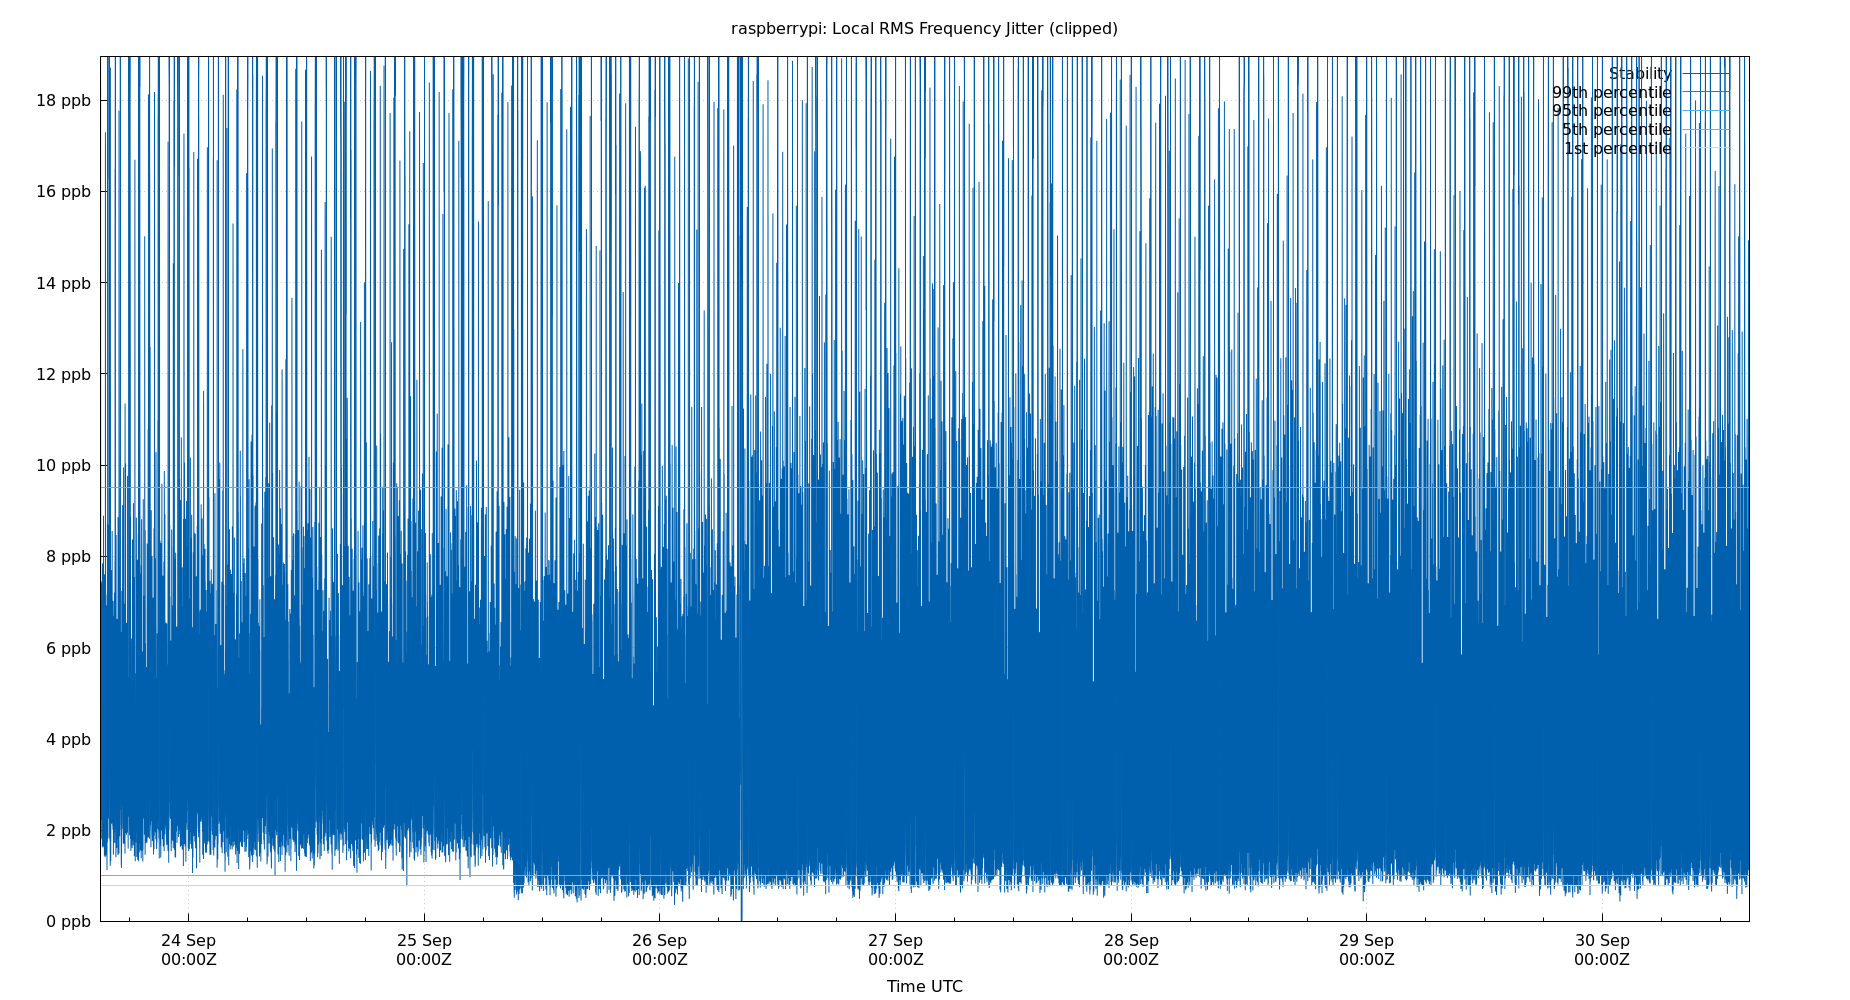 raspberrypi: Local RMS Frequency Jitter (clipped)
Stability
99th percentile
95th percentile
5th percentile
1st percentile
18 ppb
16 ppb
14 ppb
12 ppb
10 ppb
8 ppb
6 ppb
4 ppb
2 ppb
0 ppb
24 Sep 25 Sep 26 Sep 27 Sep 28 Sep 29 Sep 30 Sep
00:00Z 00:00Z 00:00Z 00:00Z 00:00Z 00:00Z 00:00Z
Time UTC